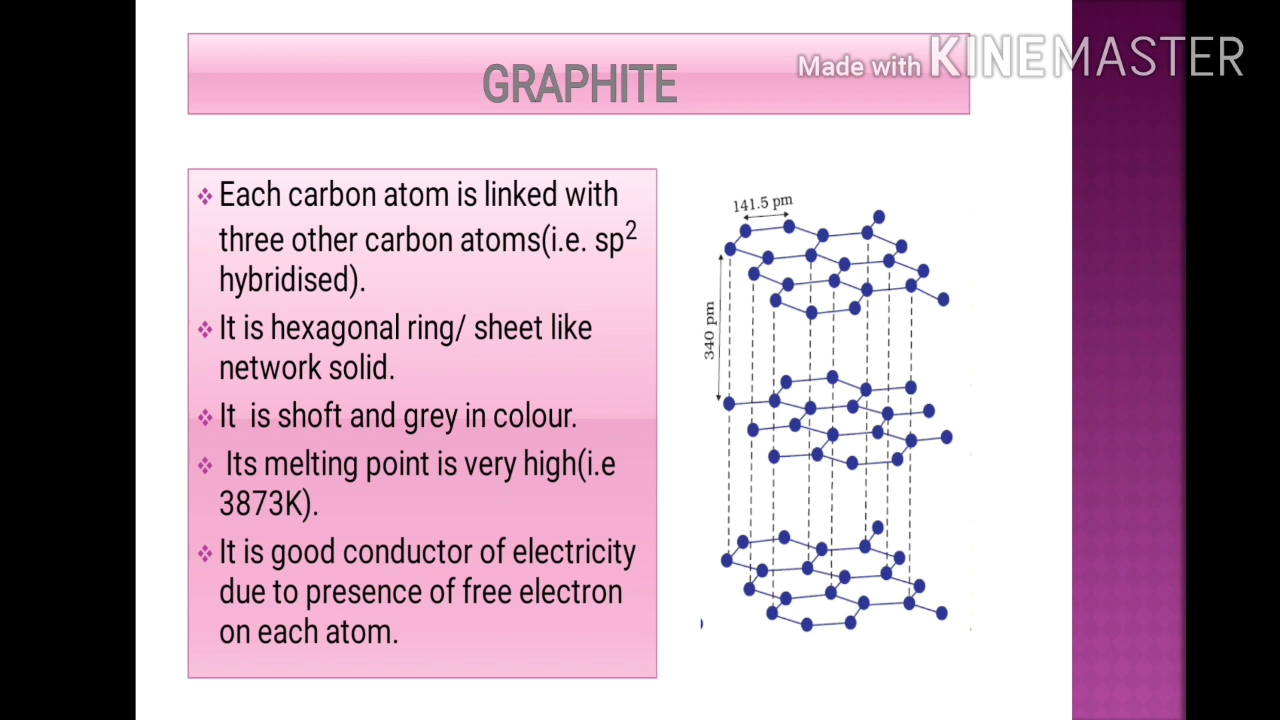 Made with KINEMASTER
GRAPHITE
❖ Each carbon atom is linked with
three other carbon atoms(i.e. sp²
hybridised).
❖ It is hexagonal ring/ sheet like
network solid.
❖ It is shoft and grey in colour.
❖ Its melting point is very high(i.e
3873K).
❖ It is good conductor of electricity
due to presence of free electron
on each atom.
141.5 pm
340 pm